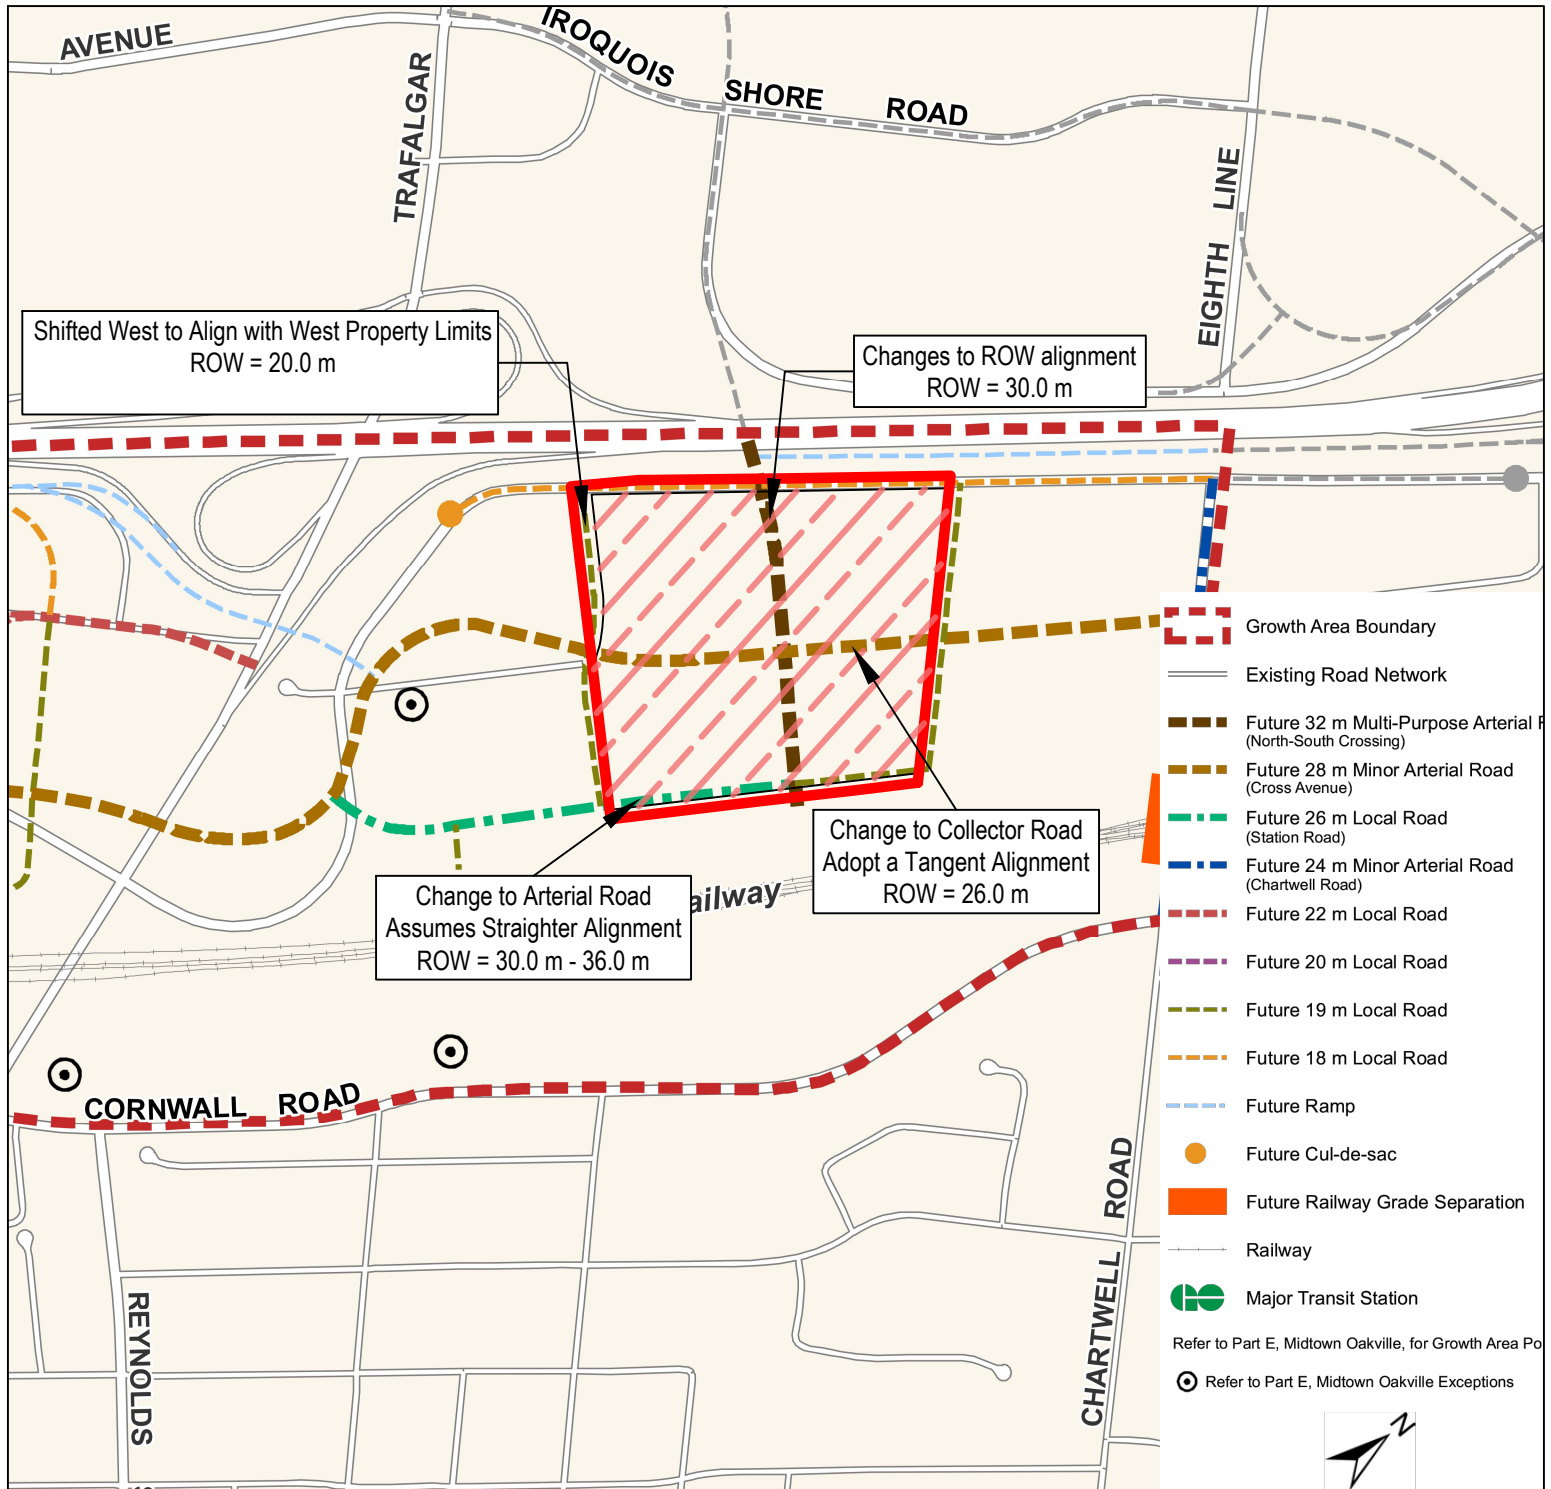 AVENUE
IROQUOIS
SHORE
ROAD
TRAFALGAR
EIGHTH LINE
Shifted West to Align with West Property Limits
ROW = 20.0 m
Changes to ROW alignment
ROW = 30.0 m
Change to Collector Road
Adopt a Tangent Alignment
ROW = 26.0 m
Change to Arterial Road
Assumes Straighter Alignment
ROW = 30.0 m - 36.0 m
ailway
CORNWALL ROAD
REYNOLDS
CHARTWELL ROAD
Growth Area Boundary
Existing Road Network
Future 32 m Multi-Purpose Arterial
(North-South Crossing)
Future 28 m Minor Arterial Road
(Cross Avenue)
Future 26 m Local Road
(Station Road)
Future 24 m Minor Arterial Road
(Chartwell Road)
Future 22 m Local Road
Future 20 m Local Road
Future 19 m Local Road
Future 18 m Local Road
Future Ramp
Future Cul-de-sac
Future Railway Grade Separation
Railway
GO
Major Transit Station
Refer to Part E, Midtown Oakville, for Growth Area Po
Refer to Part E, Midtown Oakville Exceptions
N